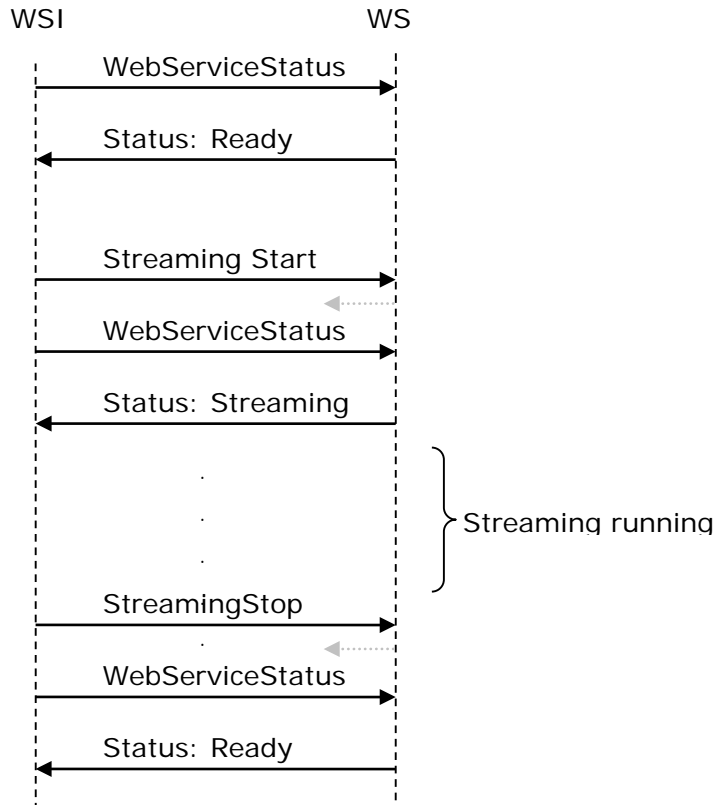 WSI WS
WebServiceStatus
Status: Ready
Streaming Start
WebServiceStatus
Status: Streaming
.
.
Streaming running
.
StreamingStop
.
WebServiceStatus
Status: Ready